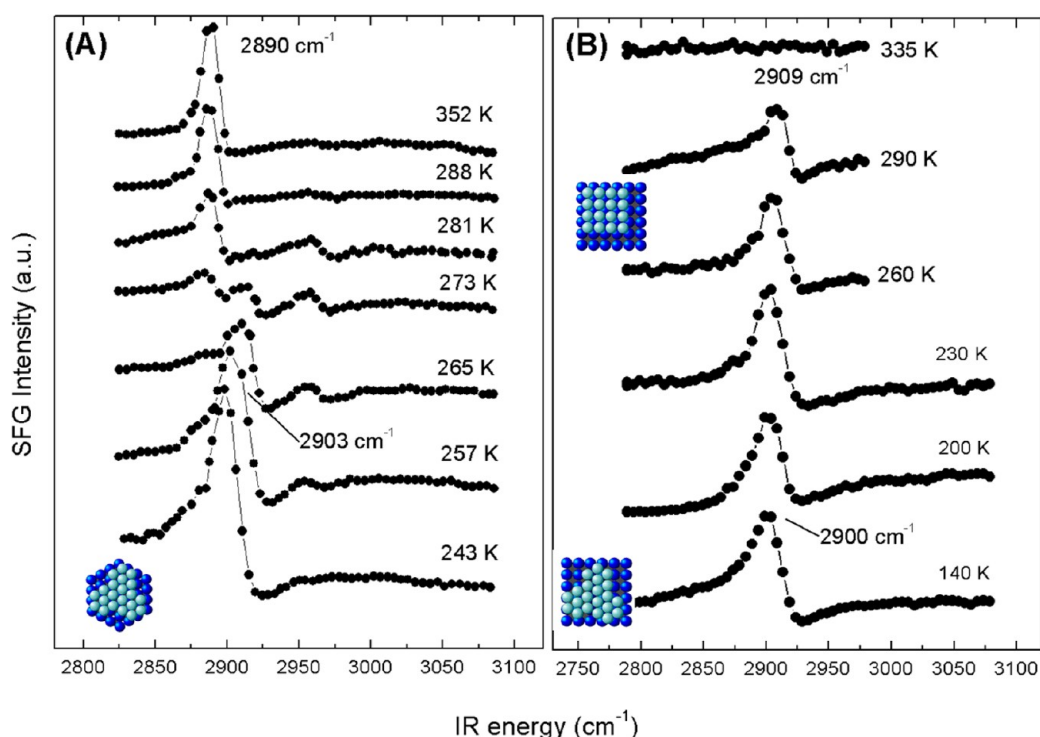 (A)
2890 cm⁻¹
352 K
288 K
281 K
273 K
265 K
2903 cm⁻¹
257 K
243 K
2800 2850 2900 2950 3000 3050 3100
(B)
335 K
2909 cm⁻¹
290 K
260 K
230 K
200 K
2900 cm⁻¹
140 K
2750 2800 2850 2900 2950 3000 3050 3100
SFG Intensity (a.u.)
IR energy (cm⁻¹)